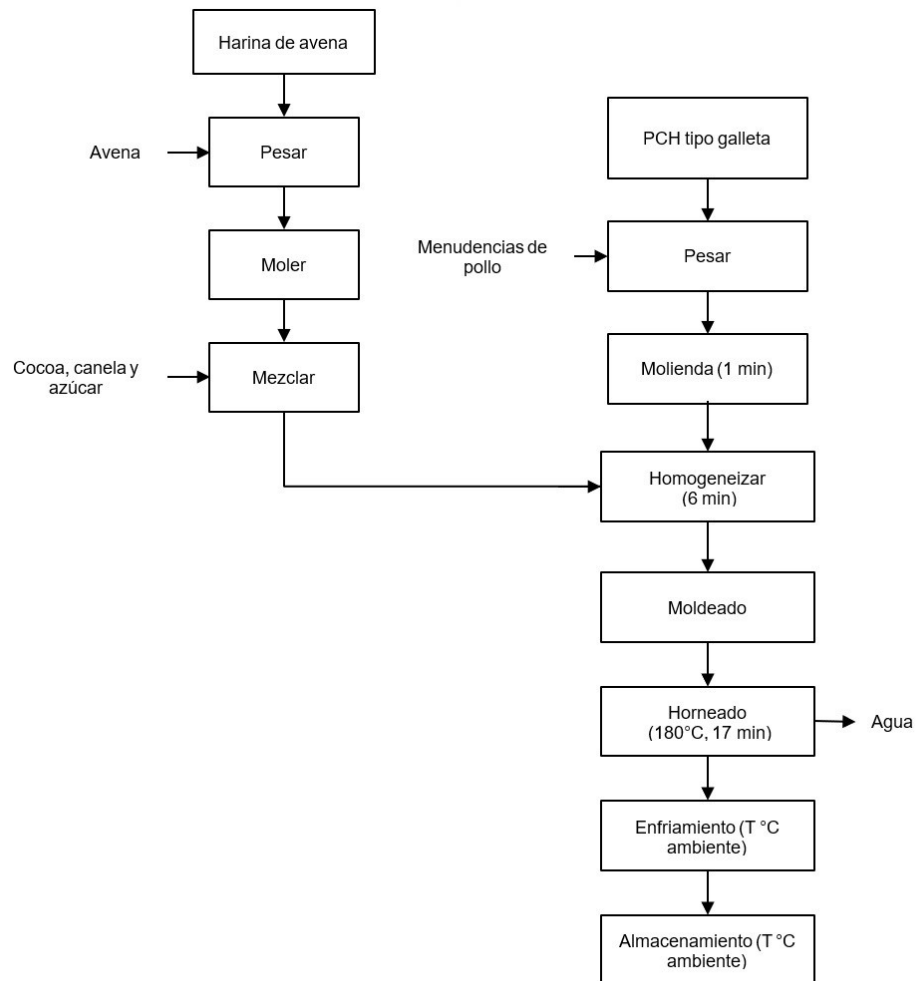 Harina de avena
Avena
Pesar
Moler
Cocoa, canela y
azúcar
Mezclar
PCH tipo galleta
Menudencias de
pollo
Pesar
Molienda (1 min)
Homogeneizar
(6 min)
Moldeado
Horneado
(180°C, 17 min)
Agua
Enfriamiento (T °C
ambiente)
Almacenamiento (T °C
ambiente)